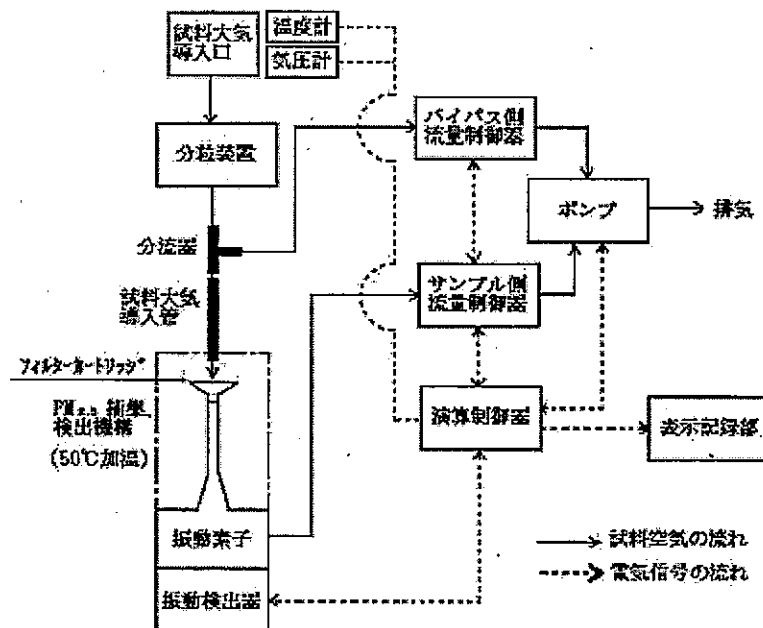 試料大気
導入口
温度計
気圧計
バイパス側
流量制御器
分粒装置
ポンプ
排気
分流器
サンプル側
流量制御器
試料大気
導入管
フィルターカートリッジ
PM2.5 捕集
検出機構
(50℃加温)
演算制御器
表示記録部
振動素子
試料空気の流れ
振動検出器
電気信号の流れ